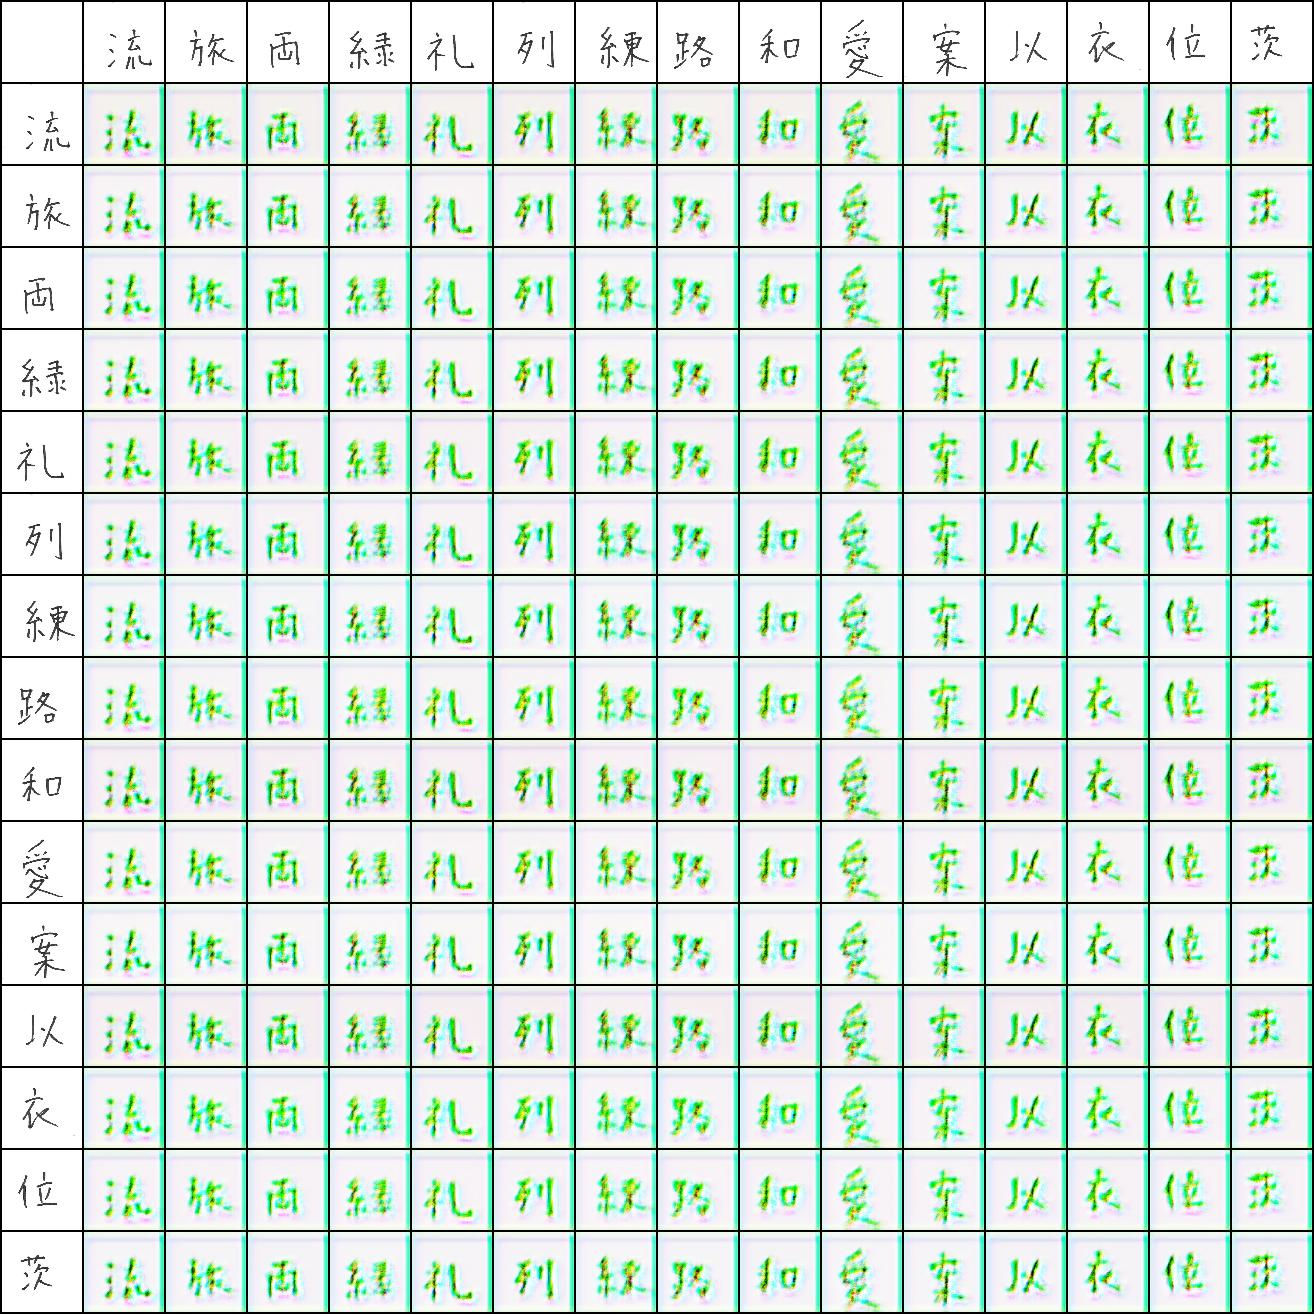 流 旅 両 緑 礼 列 練 路 和 愛 案 以 衣 位 茨
流 流 旅 両 緑 礼 列 練 路 和 愛 案 以 衣 位 茨
旅 流 旅 両 緑 礼 列 練 路 和 愛 案 以 衣 位 茨
両 流 旅 両 緑 礼 列 練 路 和 愛 案 以 衣 位 茨
緑 流 旅 両 緑 礼 列 練 路 和 愛 案 以 衣 位 茨
礼 流 旅 両 緑 礼 列 練 路 和 愛 案 以 衣 位 茨
列 流 旅 両 緑 礼 列 練 路 和 愛 案 以 衣 位 茨
練 流 旅 両 緑 礼 列 練 路 和 愛 案 以 衣 位 茨
路 流 旅 両 緑 礼 列 練 路 和 愛 案 以 衣 位 茨
和 流 旅 両 緑 礼 列 練 路 和 愛 案 以 衣 位 茨
愛 流 旅 両 緑 礼 列 練 路 和 愛 案 以 衣 位 茨
案 流 旅 両 緑 礼 列 練 路 和 愛 案 以 衣 位 茨
以 流 旅 両 緑 礼 列 練 路 和 愛 案 以 衣 位 茨
衣 流 旅 両 緑 礼 列 練 路 和 愛 案 以 衣 位 茨
位 流 旅 両 緑 礼 列 練 路 和 愛 案 以 衣 位 茨
茨 流 旅 両 緑 礼 列 練 路 和 愛 案 以 衣 位 茨